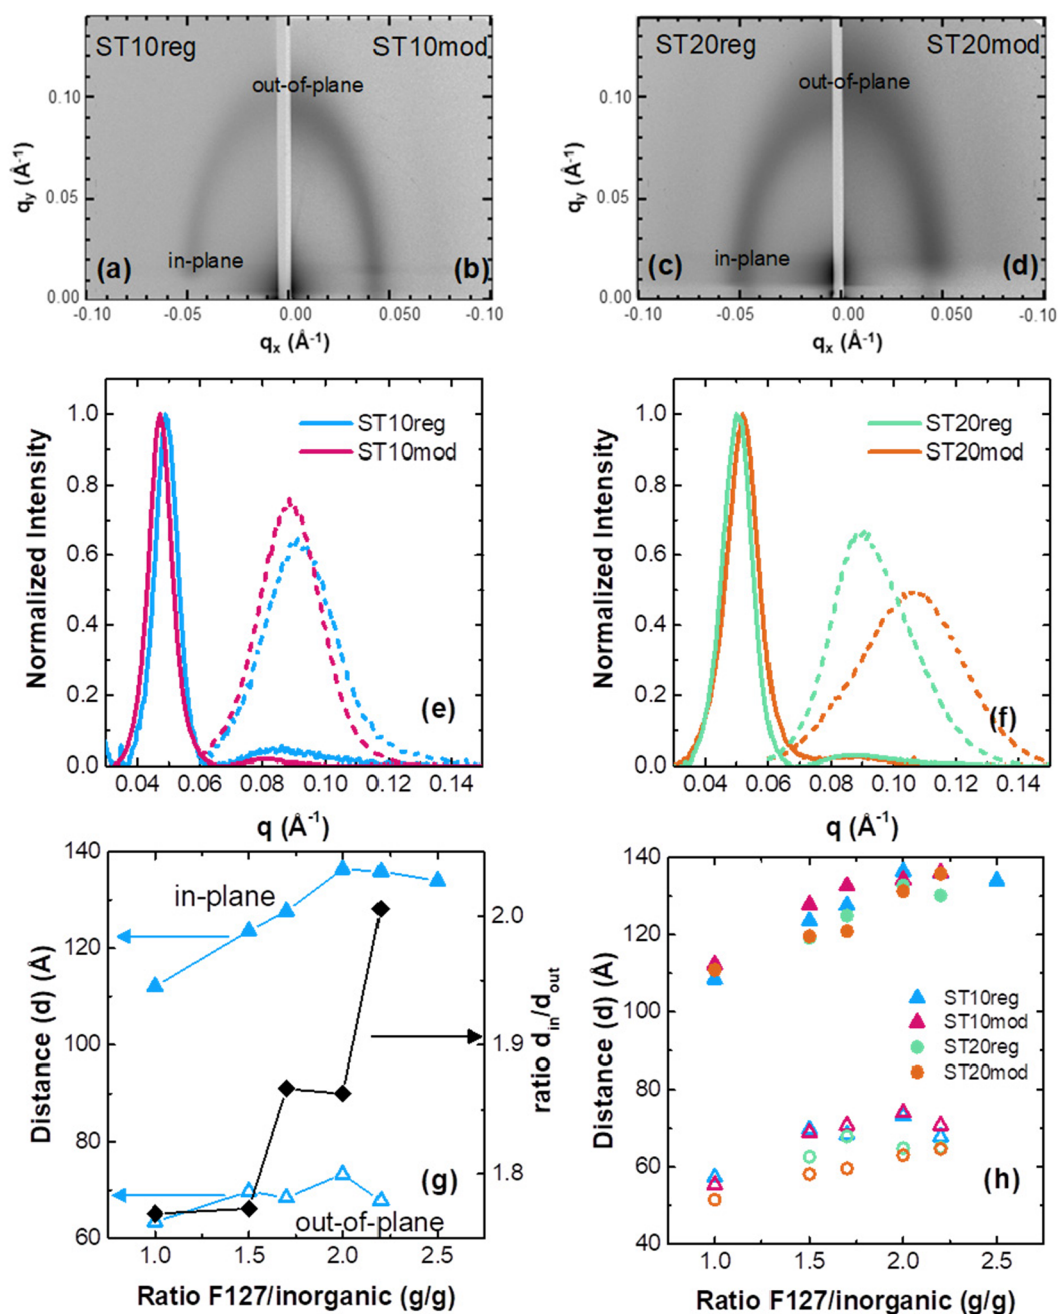 ST10reg ST10mod
out-of-plane
0.10
0.05
0.00
qy (Å-1)
in-plane
(a) (b)
-0.10 -0.05 0.00 0.050 -0.10
qx (Å-1)
ST20reg ST20mod
out-of-plane
0.10
0.05
0.00
qy (Å-1)
in-plane
(c) (d)
-0.10 -0.05 0.00 0.050 -0.10
qx (Å-1)
Normalized Intensity
1.0
0.8
0.6
0.4
0.2
0.0
ST10reg
ST10mod
(e)
0.04 0.06 0.08 0.10 0.12 0.14
q (Å-1)
Normalized Intensity
1.0
0.8
0.6
0.4
0.2
0.0
ST20reg
ST20mod
(f)
0.04 0.06 0.08 0.10 0.12 0.14
q (Å-1)
Distance (d) (Å)
140
120
100
80
60
in-plane
out-of-plane
(g)
2.0
1.9
1.8
ratio din/dout
1.0 1.5 2.0 2.5
Ratio F127/inorganic (g/g)
Distance (d) (Å)
140
120
100
80
60
40
ST10reg
ST10mod
ST20reg
ST20mod
(h)
1.0 1.5 2.0 2.5
Ratio F127/inorganic (g/g)